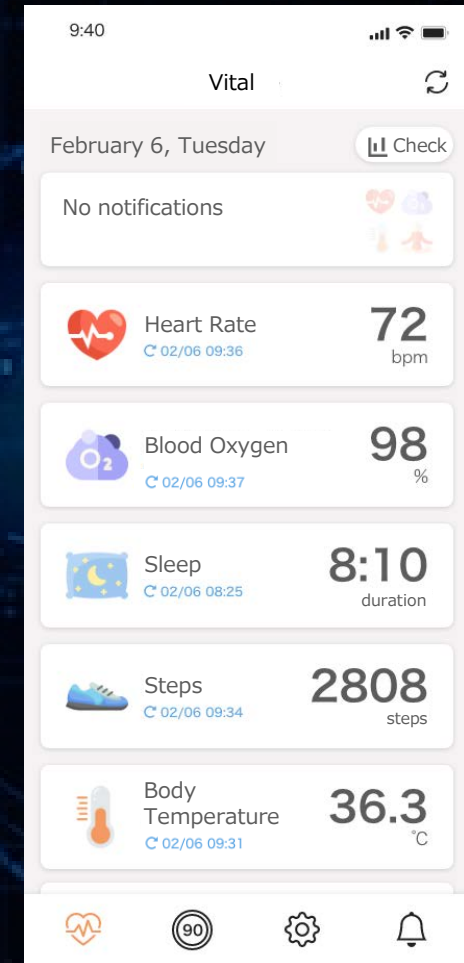 9:40
Vital
February 6, Tuesday
Check
No notifications
Heart Rate
02/06 09:36
72
bpm
Blood Oxygen
02/06 09:37
98
%
O2
Sleep
02/06 08:25
8:10
duration
Steps
02/06 09:34
2808
steps
Body
Temperature
02/06 09:31
36.3
°C
90